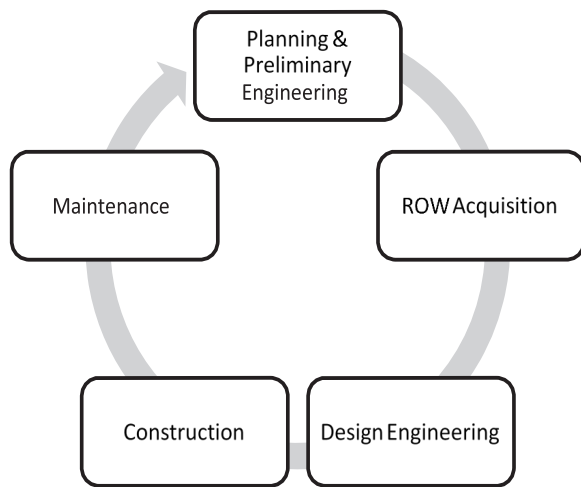 Planning &
Preliminary
Engineering
ROW Acquisition
Design Engineering
Construction
Maintenance